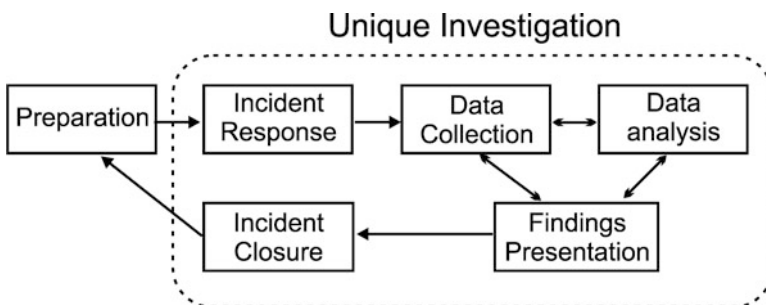 Unique Investigation
Preparation
Incident
Response
Data
Collection
Data
analysis
Incident
Closure
Findings
Presentation